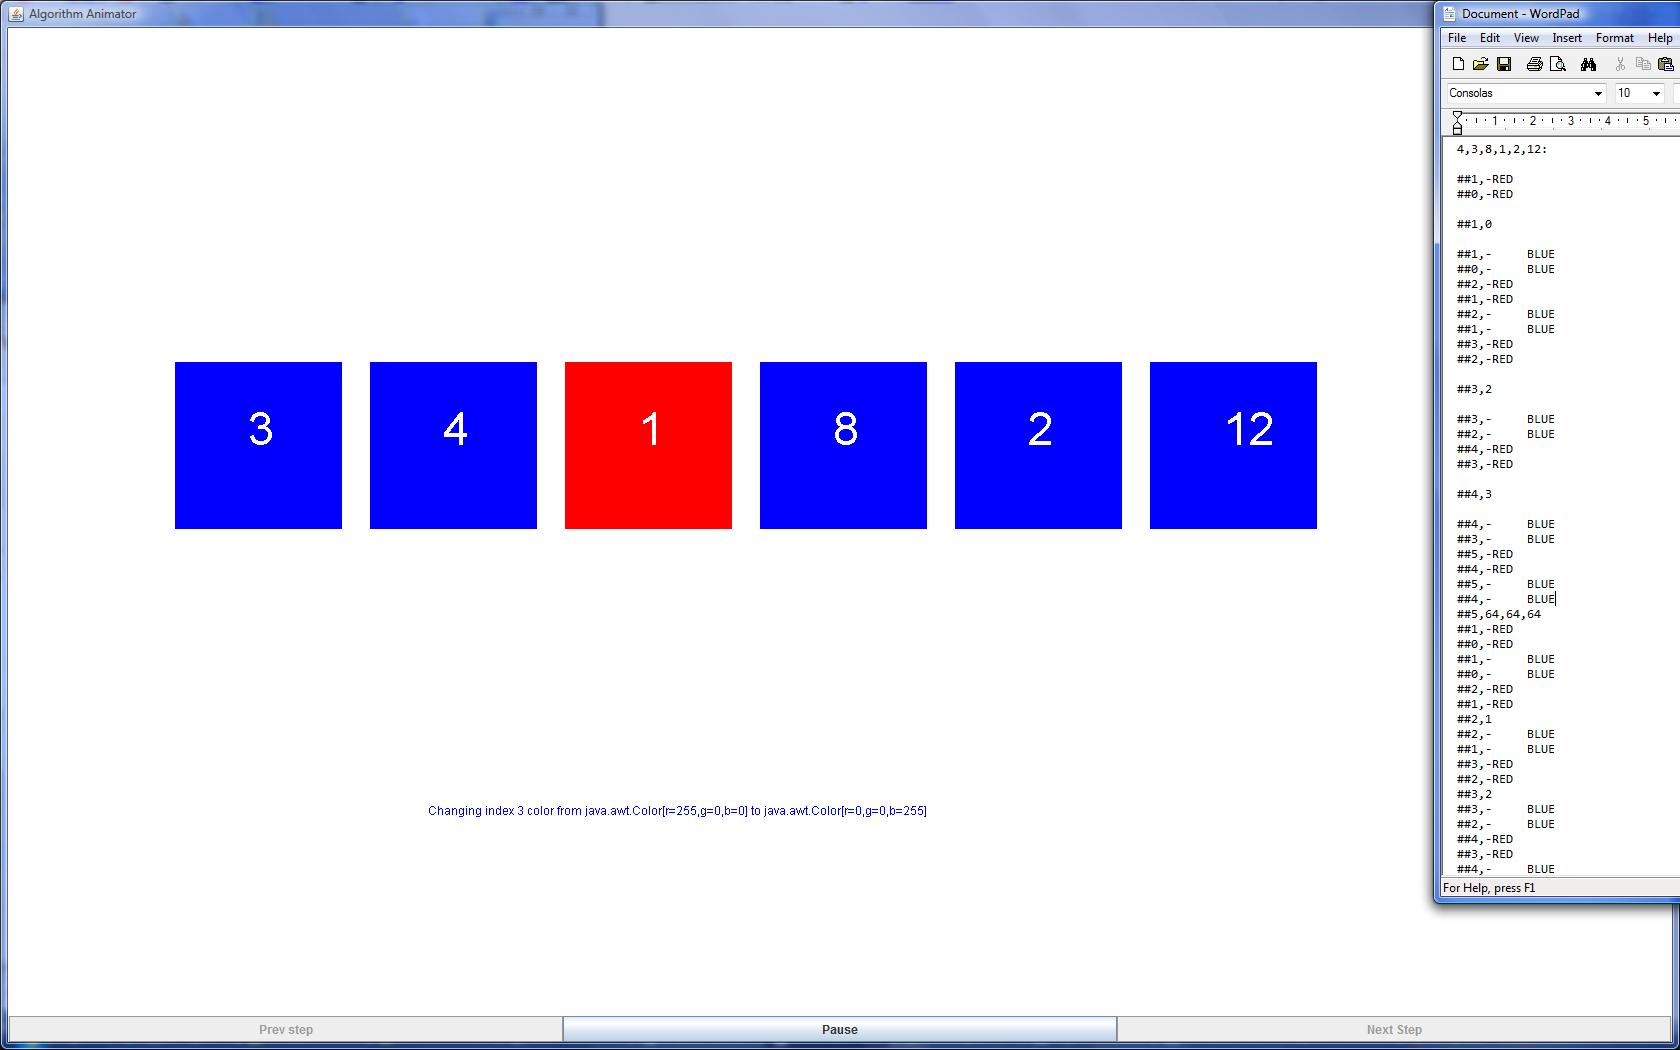 Algorithm Animator
3 4 1 8 2 12
Changing index 3 color from java.awt.Color[r=255,g=0,b=0] to java.awt.Color[r=0,g=0,b=255]
Prev step Pause Next Step
Document - WordPad
File Edit View Insert Format Help
Consolas 10
1 2 3 4 5
4,3,8,1,2,12:
##1,-RED
##0,-RED
##1,0
##1,- BLUE
##0,- BLUE
##2,-RED
##1,-RED
##2,- BLUE
##1,- BLUE
##3,-RED
##2,-RED
##3,2
##3,- BLUE
##2,- BLUE
##4,-RED
##3,-RED
##4,3
##4,- BLUE
##3,- BLUE
##5,-RED
##4,-RED
##5,- BLUE
##4,- BLUE
##5,64,64,64
##1,-RED
##0,-RED
##1,- BLUE
##0,- BLUE
##2,-RED
##1,-RED
##2,1
##2,- BLUE
##1,- BLUE
##3,-RED
##2,-RED
##3,2
##3,- BLUE
##2,- BLUE
##4,-RED
##3,-RED
##4,- BLUE
For Help, press F1